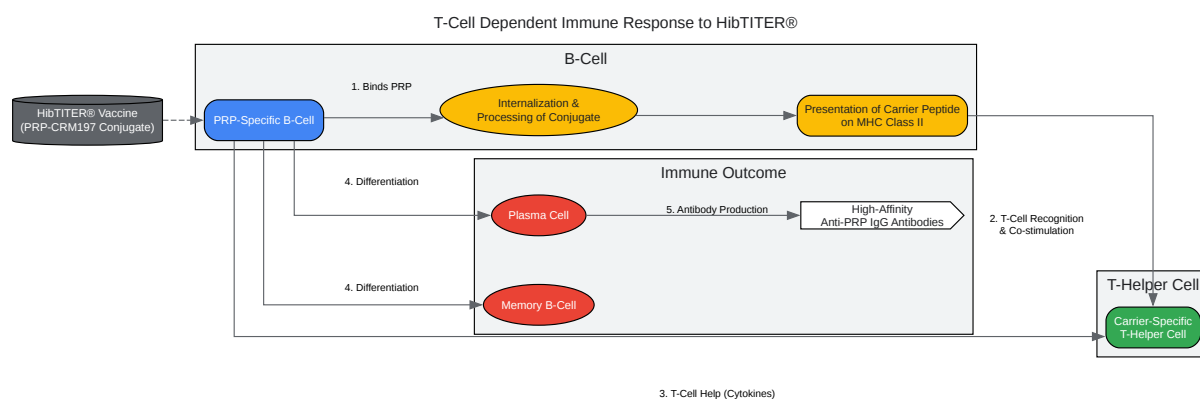 T-Cell Dependent Immune Response to HibTITER®
B-Cell
1. Binds PRP
HibTITER® Vaccine
(PRP-CRM197 Conjugate)
PRP-Specific B-Cell
Internalization &
Processing of Conjugate
Presentation of Carrier Peptide
on MHC Class II
Immune Outcome
4. Differentiation
Plasma Cell
5. Antibody Production
High-Affinity
Anti-PRP IgG Antibodies
2. T-Cell Recognition
& Co-stimulation
4. Differentiation
Memory B-Cell
T-Helper Cell
Carrier-Specific
T-Helper Cell
3. T-Cell Help (Cytokines)